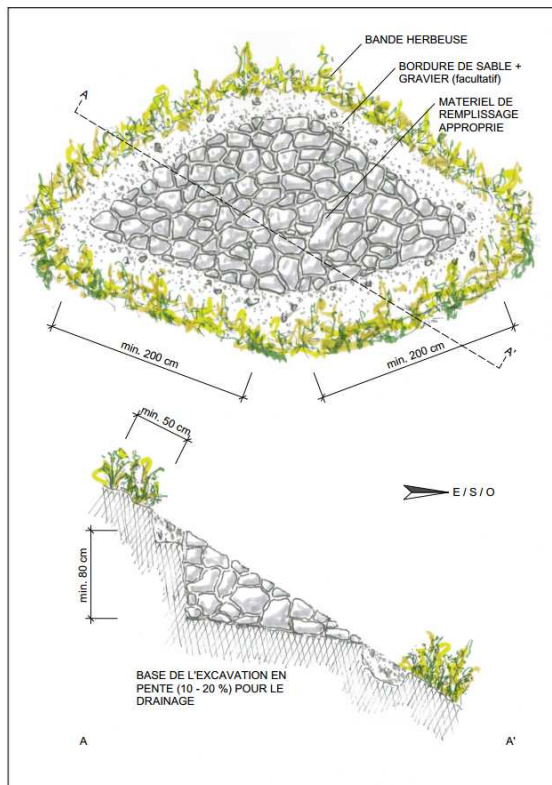 BANDE HERBEUSE
BORDURE DE SABLE +
GRAVIER (facultatif)
MATERIEL DE
REMPLISSAGE
APPROPRIE
A
A'
min. 200 cm
min. 200 cm
min. 50 cm
E / S / O
min. 80 cm
BASE DE L'EXCAVATION EN
PENTE (10 - 20 %) POUR LE
DRAINAGE
A
A'